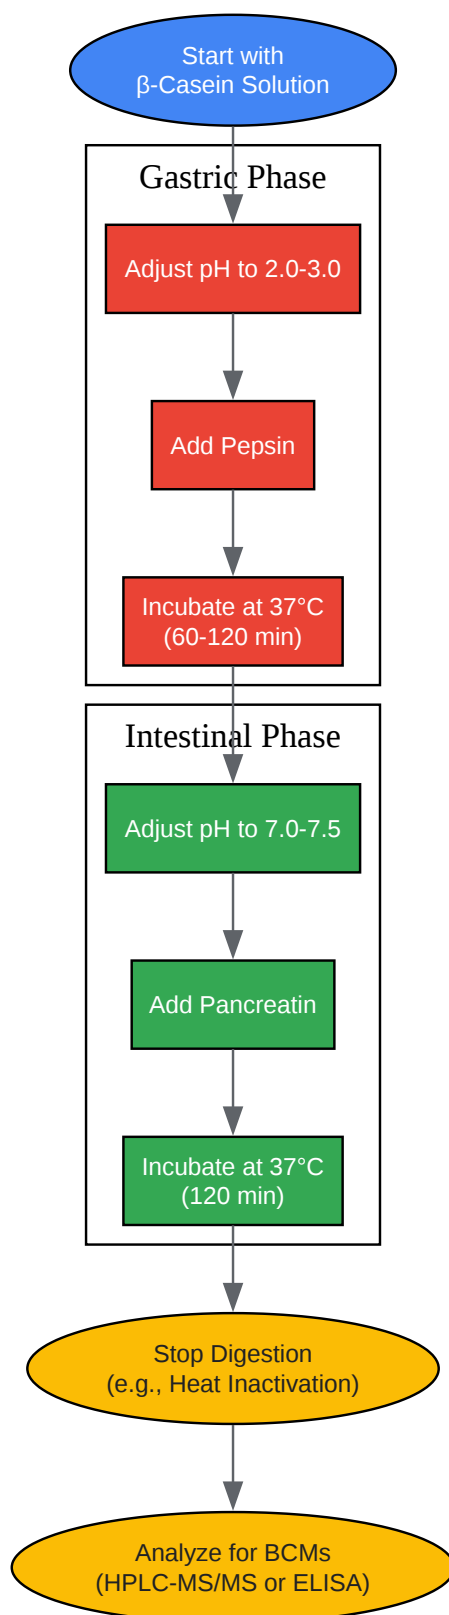 Start with
β-Casein Solution
Gastric Phase
Adjust pH to 2.0-3.0
Add Pepsin
Incubate at 37°C
(60-120 min)
Intestinal Phase
Adjust pH to 7.0-7.5
Add Pancreatin
Incubate at 37°C
(120 min)
Stop Digestion
(e.g., Heat Inactivation)
Analyze for BCMs
(HPLC-MS/MS or ELISA)